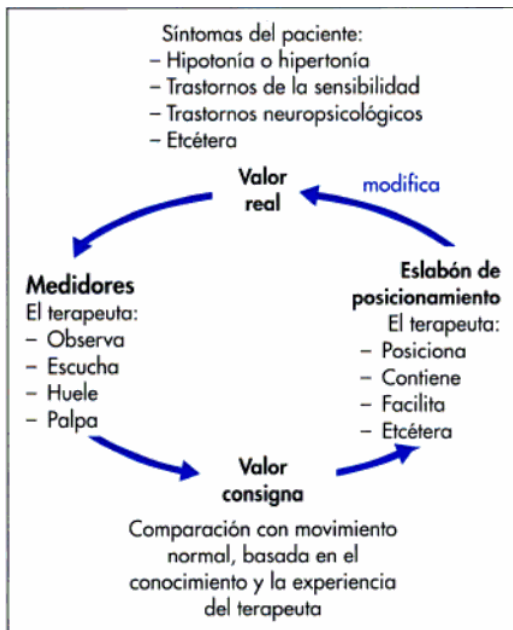 Síntomas del paciente:
– Hipotonía o hipertonía
– Trastornos de la sensibilidad
– Trastornos neuropsicológicos
– Etcétera
Valor
real
modifica
Medidores
El terapeuta:
– Observa
– Escucha
– Huele
– Palpa
Eslabón de
posicionamiento
El terapeuta:
– Posiciona
– Contiene
– Facilita
– Etcétera
Valor
consigna
Comparación con movimiento
normal, basada en el
conocimiento y la experiencia
del terapeuta